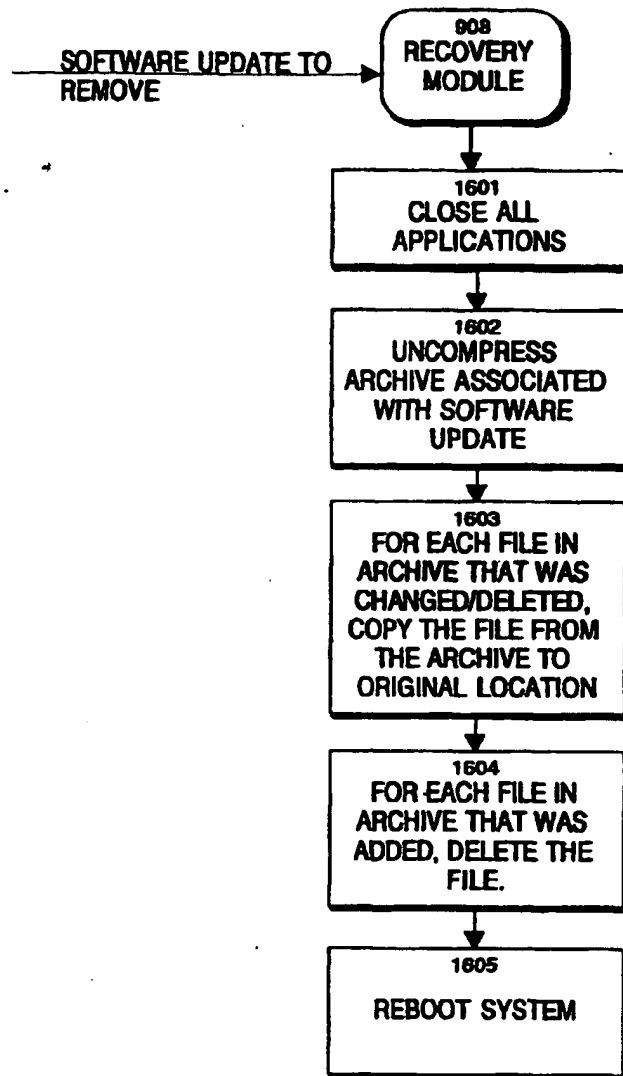 SOFTWARE UPDATE TO
REMOVE
908
RECOVERY
MODULE
1601
CLOSE ALL
APPLICATIONS
1602
UNCOMPRESS
ARCHIVE ASSOCIATED
WITH SOFTWARE
UPDATE
1603
FOR EACH FILE IN
ARCHIVE THAT WAS
CHANGED/DELETED,
COPY THE FILE FROM
THE ARCHIVE TO
ORIGINAL LOCATION
1604
FOR EACH FILE IN
ARCHIVE THAT WAS
ADDED, DELETE THE
FILE.
1605
REBOOT SYSTEM